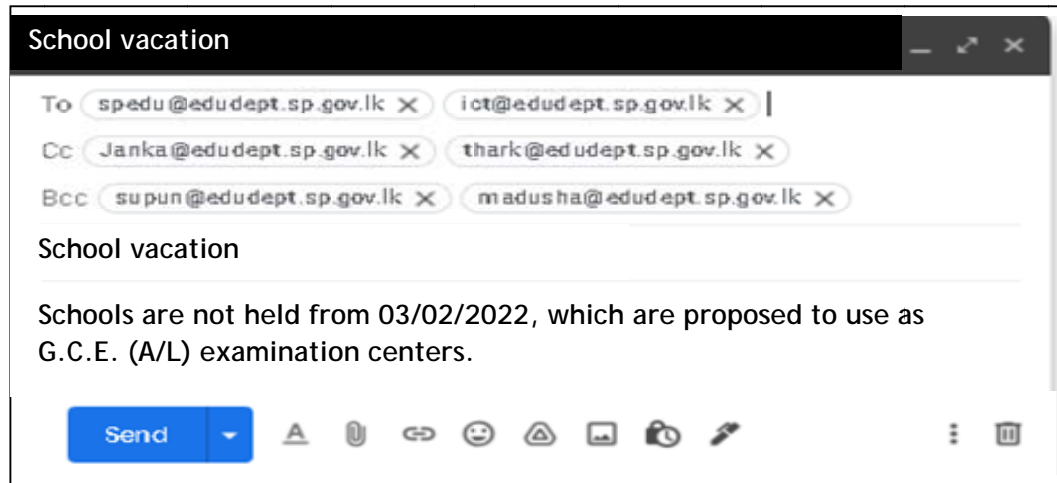 School vacation
To spedu@edudept.sp.gov.lk ict@edudept.sp.gov.lk
Cc Janka@edudept.sp.gov.lk thark@edudept.sp.gov.lk
Bcc supun@edudept.sp.gov.lk madusha@edudept.sp.gov.lk
School vacation
Schools are not held from 03/02/2022, which are proposed to use as
G.C.E. (A/L) examination centers.
Send